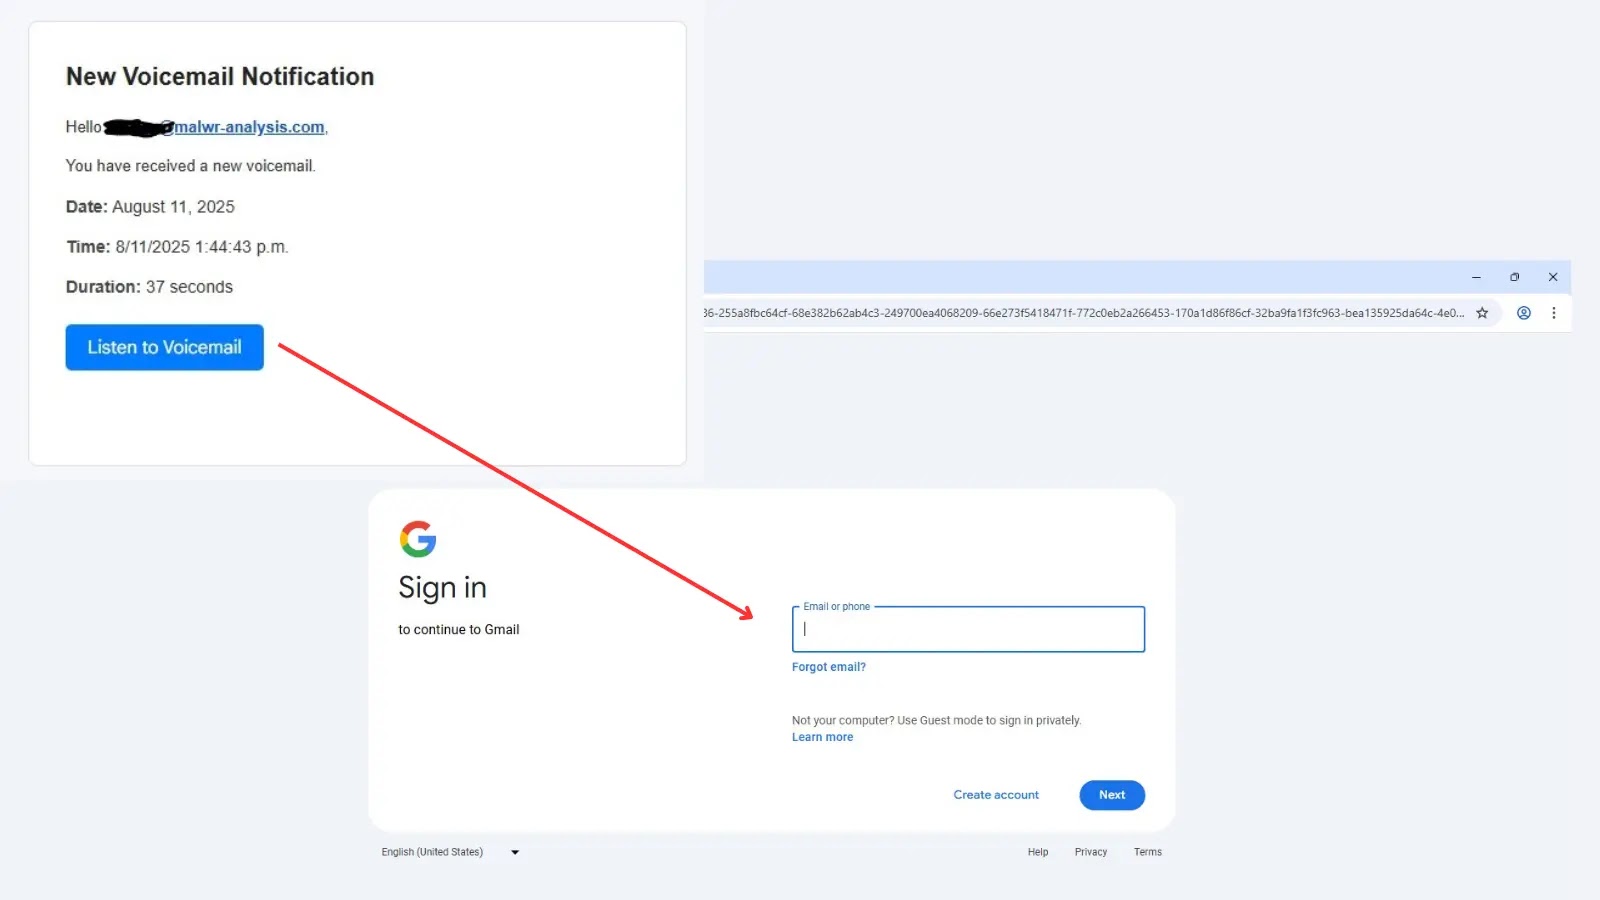 New Voicemail Notification
Hello @malwr-analysis.com,
You have received a new voicemail.
Date: August 11, 2025
Time: 8/11/2025 1:44:43 p.m.
Duration: 37 seconds
Listen to Voicemail
36-255a8fbc64cf-68e382b62ab4c3-249700ea4068209-66e273f5418471f-772c0eb2a266453-170a1d86f86cf-32ba9fa1f3fc963-bea135925da64c-4e0...
Sign in
to continue to Gmail
Email or phone
Forgot email?
Not your computer? Use Guest mode to sign in privately.
Learn more
Create account
Next
English (United States)
Help
Privacy
Terms